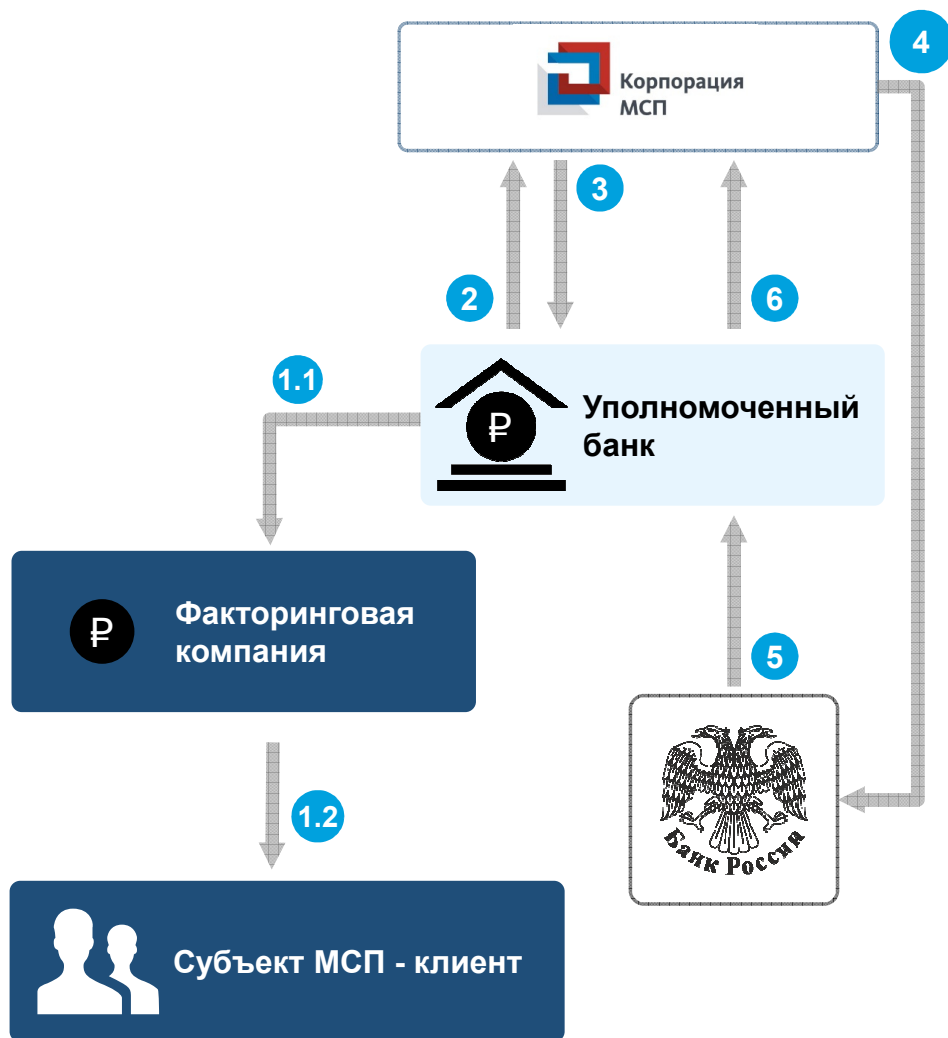 4
Корпорация
МСП
3
2
6
1.1
₽
Уполномоченный
банк
₽
Факторинговая
компания
5
1.2
Банк России
Субъект МСП - клиент